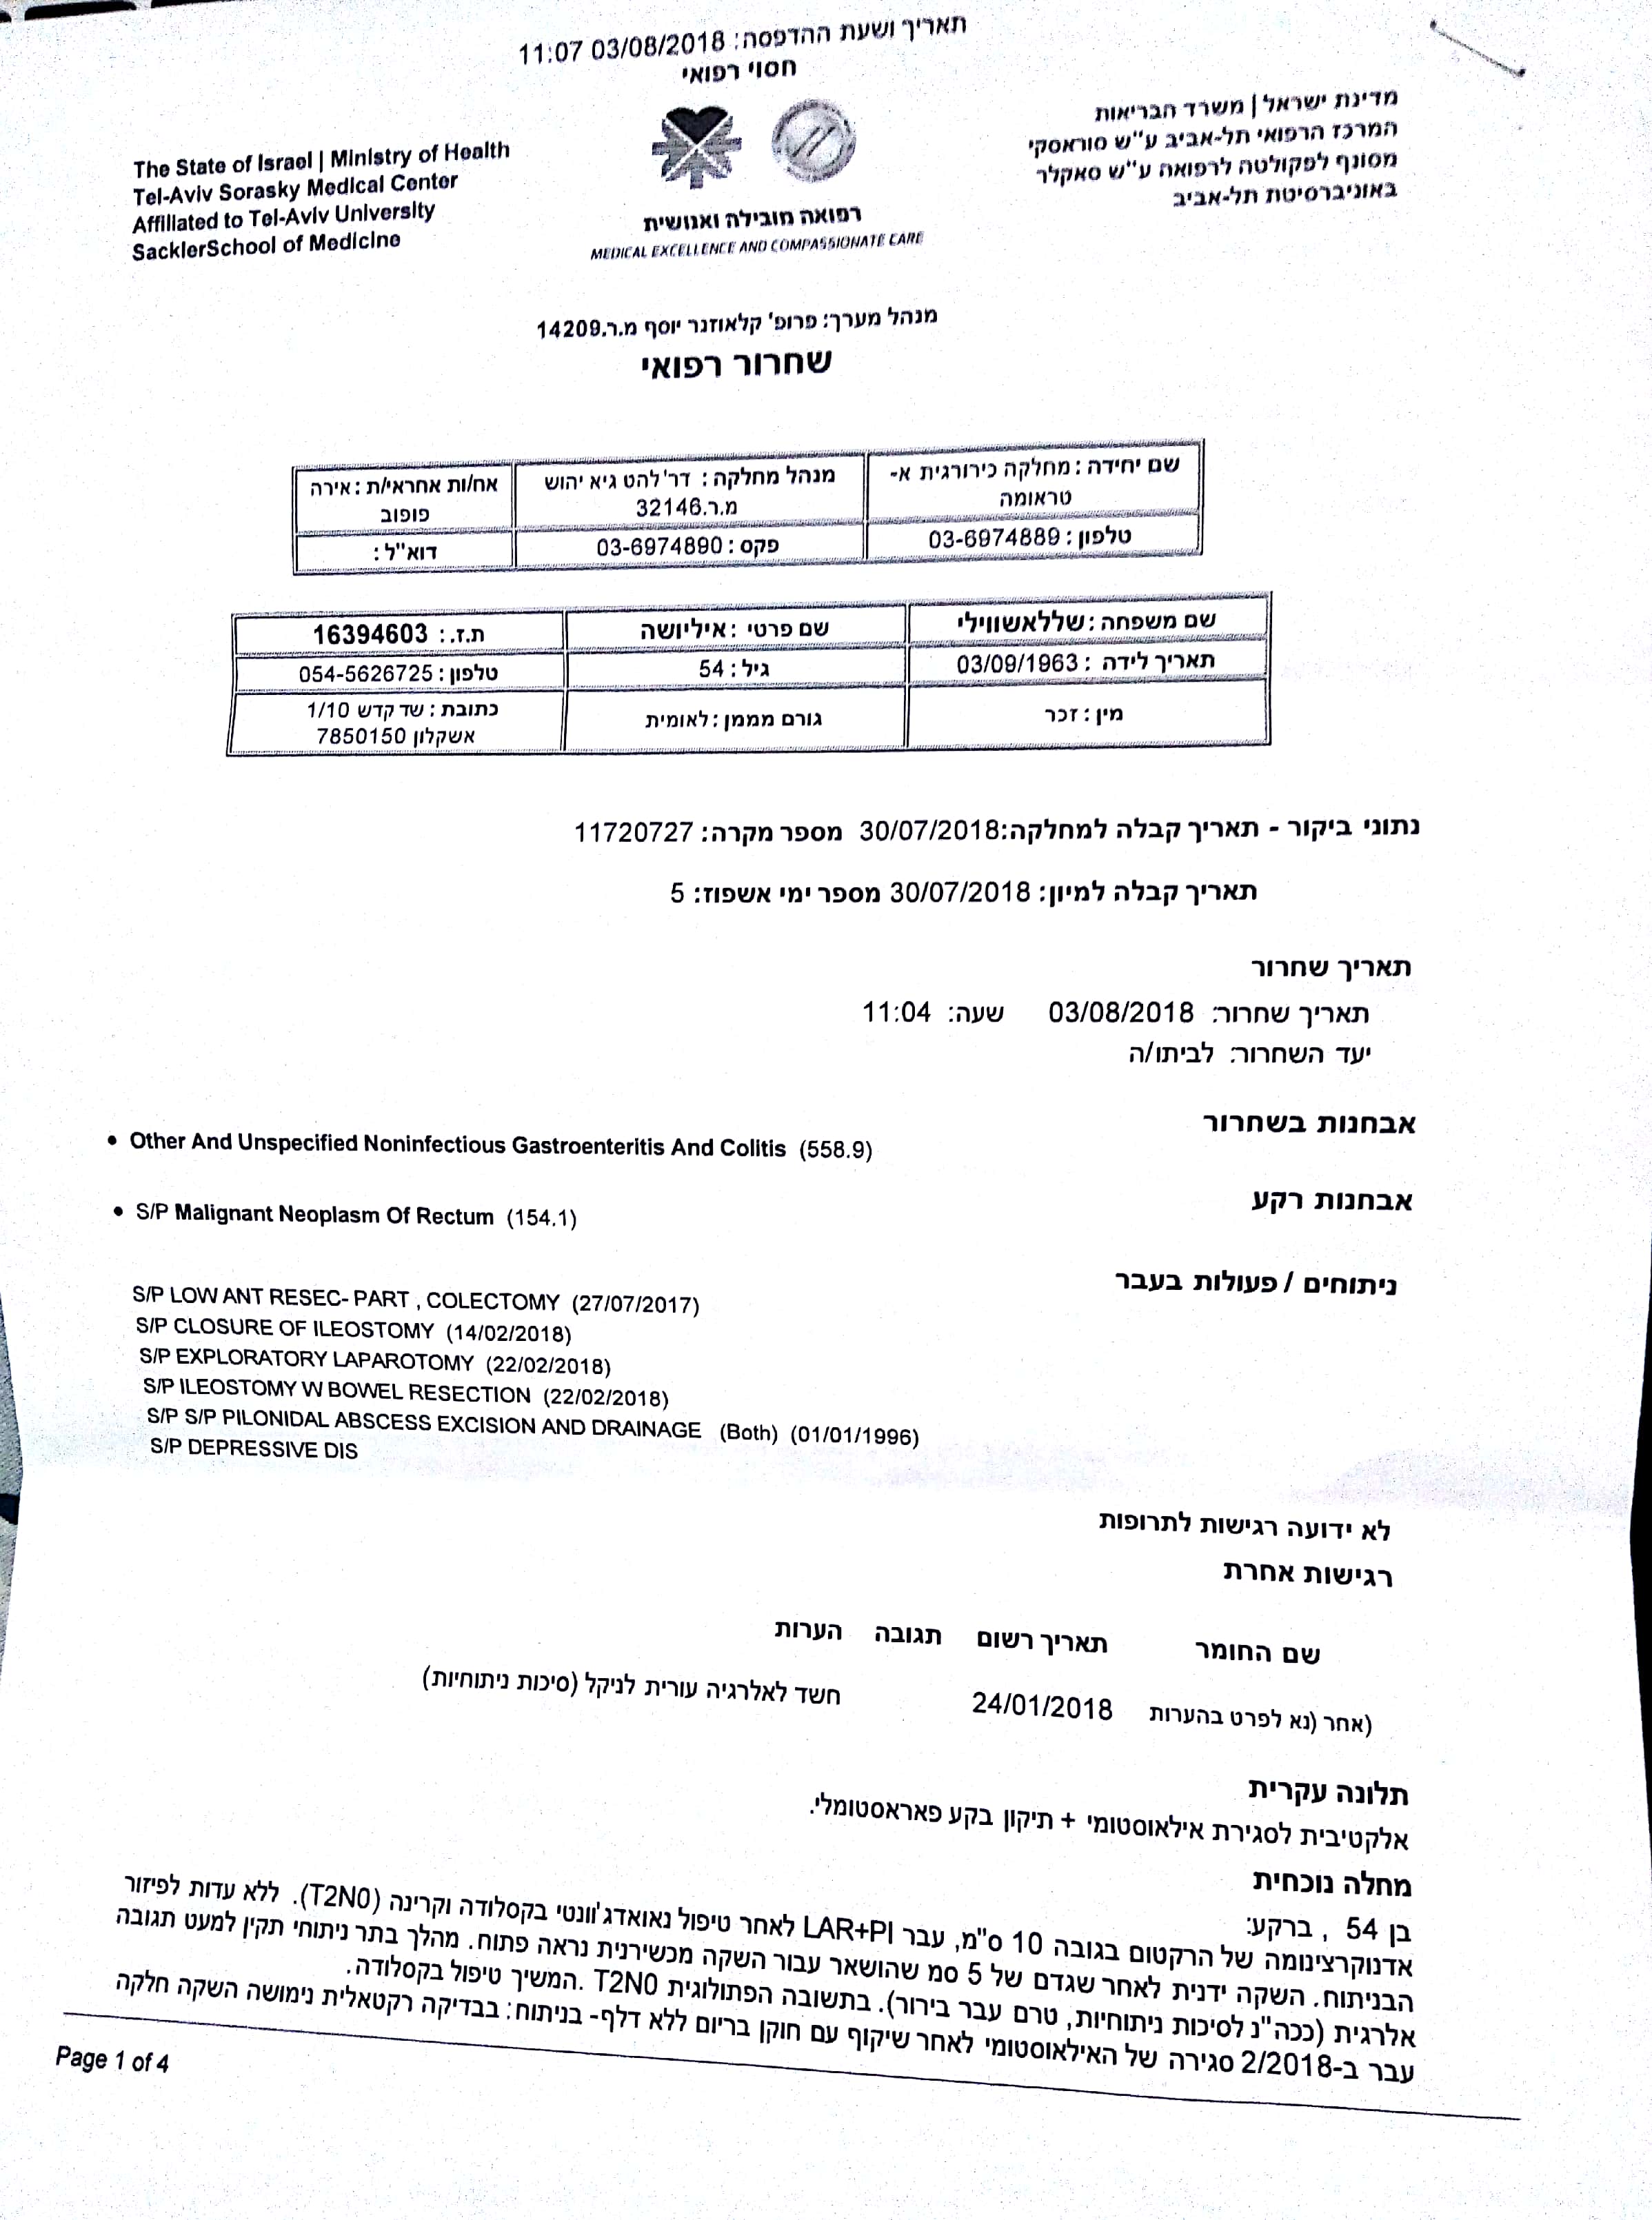 תאריך ושעת ההדפסה: 03/08/2018 11:07
חסוי רפואי
מדינת ישראל | משרד הבריאות
המרכז הרפואי תל-אביב ע"ש סוראסקי
מסונף לפקולטה לרפואה ע"ש סאקלר
באוניברסיטת תל-אביב
The State of Israel | Ministry of Health
Tel-Aviv Sorasky Medical Center
Affiliated to Tel-Aviv University
SacklerSchool of Medicine
רפואה מובילה ואנושית
MEDICAL EXCELLENCE AND COMPASSIONATE CARE
מנהל מערך: פרופ' קלאוזנר יוסף מ.ר.14209
שחרור רפואי
שם יחידה : מחלקה כירורגית א- טראומה
מנהל מחלקה : דר' להט גיא יהוש מ.ר.32146
אח/ות אחראי/ת : אירה פופוב
טלפון : 03-6974889
פקס : 03-6974890
דוא"ל :
שם משפחה : שללאשווילי
שם פרטי : איליושה
ת.ז. : 16394603
תאריך לידה : 03/09/1963
גיל : 54
טלפון : 054-5626725
מין : זכר
גורם מממן : לאומית
כתובת : שד קדש 1/10
אשקלון 7850150
נתוני ביקור - תאריך קבלה למחלקה:30/07/2018 מספר מקרה: 11720727
תאריך קבלה למיון: 30/07/2018 מספר ימי אשפוז: 5
תאריך שחרור
תאריך שחרור: 03/08/2018 שעה: 11:04
יעד השחרור: לביתו/ה
אבחנות בשחרור
• Other And Unspecified Noninfectious Gastroenteritis And Colitis (558.9)
אבחנות רקע
• S/P Malignant Neoplasm Of Rectum (154.1)
ניתוחים / פעולות בעבר
S/P LOW ANT RESEC- PART , COLECTOMY (27/07/2017)
S/P CLOSURE OF ILEOSTOMY (14/02/2018)
S/P EXPLORATORY LAPAROTOMY (22/02/2018)
S/P ILEOSTOMY W BOWEL RESECTION (22/02/2018)
S/P S/P PILONIDAL ABSCESS EXCISION AND DRAINAGE (Both) (01/01/1996)
S/P DEPRESSIVE DIS
לא ידועה רגישות לתרופות
רגישות אחרת
שם החומר תאריך רשום תגובה הערות
(אחר (נא לפרט בהערות 24/01/2018 חשד לאלרגיה עורית לניקל (סיכות ניתוחיות)
תלונה עקרית
אלקטיבית לסגירת אילאוסטומי + תיקון בקע פאראסטומלי.
מחלה נוכחית
בן 54 , ברקע:
אדנוקרצינומה של הרקטום בגובה 10 ס"מ, עבר LAR+PI לאחר טיפול נאואדג'וונטי בקסלודה וקרינה (T2N0). ללא עדות לפיזור
הבניתוח. השקה ידנית לאחר שגדם של 5 סמ שהושאר עבור השקה מכשירנית נראה פתוח. מהלך בתר ניתוחי תקין למעט תגובה
אלרגית (ככה"נ לסיכות ניתוחיות, טרם עבר בירור). בתשובה הפתולוגית T2N0 .המשיך טיפול בקסלודה.
עבר ב-2/2018 סגירה של האילאוסטומי לאחר שיקוף עם חוקן בריום ללא דלף- בניתוח: בבדיקה רקטאלית נימושה השקה חלקה
Page 1 of 4